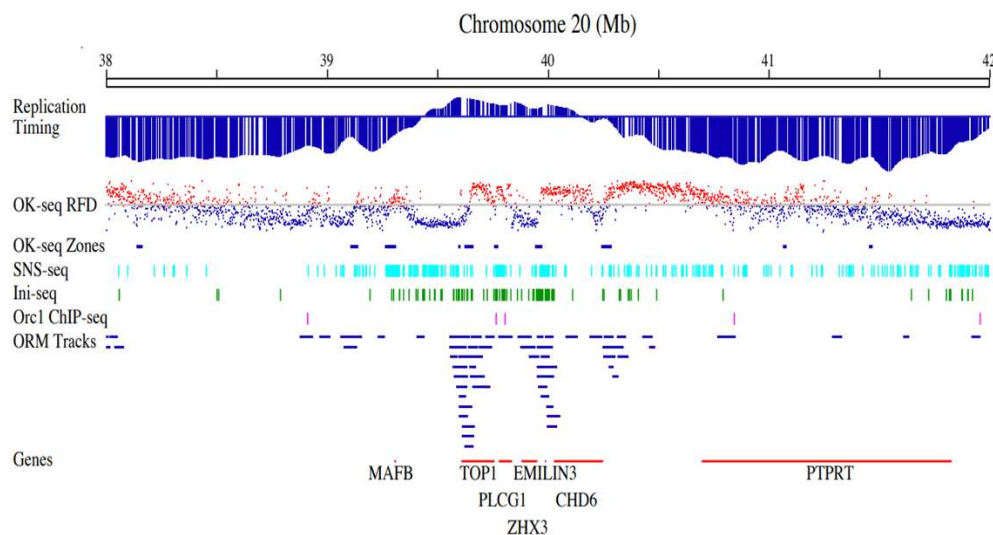 Chromosome 20 (Mb)
38 39 40 41 42
Replication
Timing
OK-seq RFD
OK-seq Zones
SNS-seq
Ini-seq
Orc1 ChIP-seq
ORM Tracks
Genes
MAFB TOP1 EMILIN3 PTPRT
PLCG1 CHD6
ZHX3